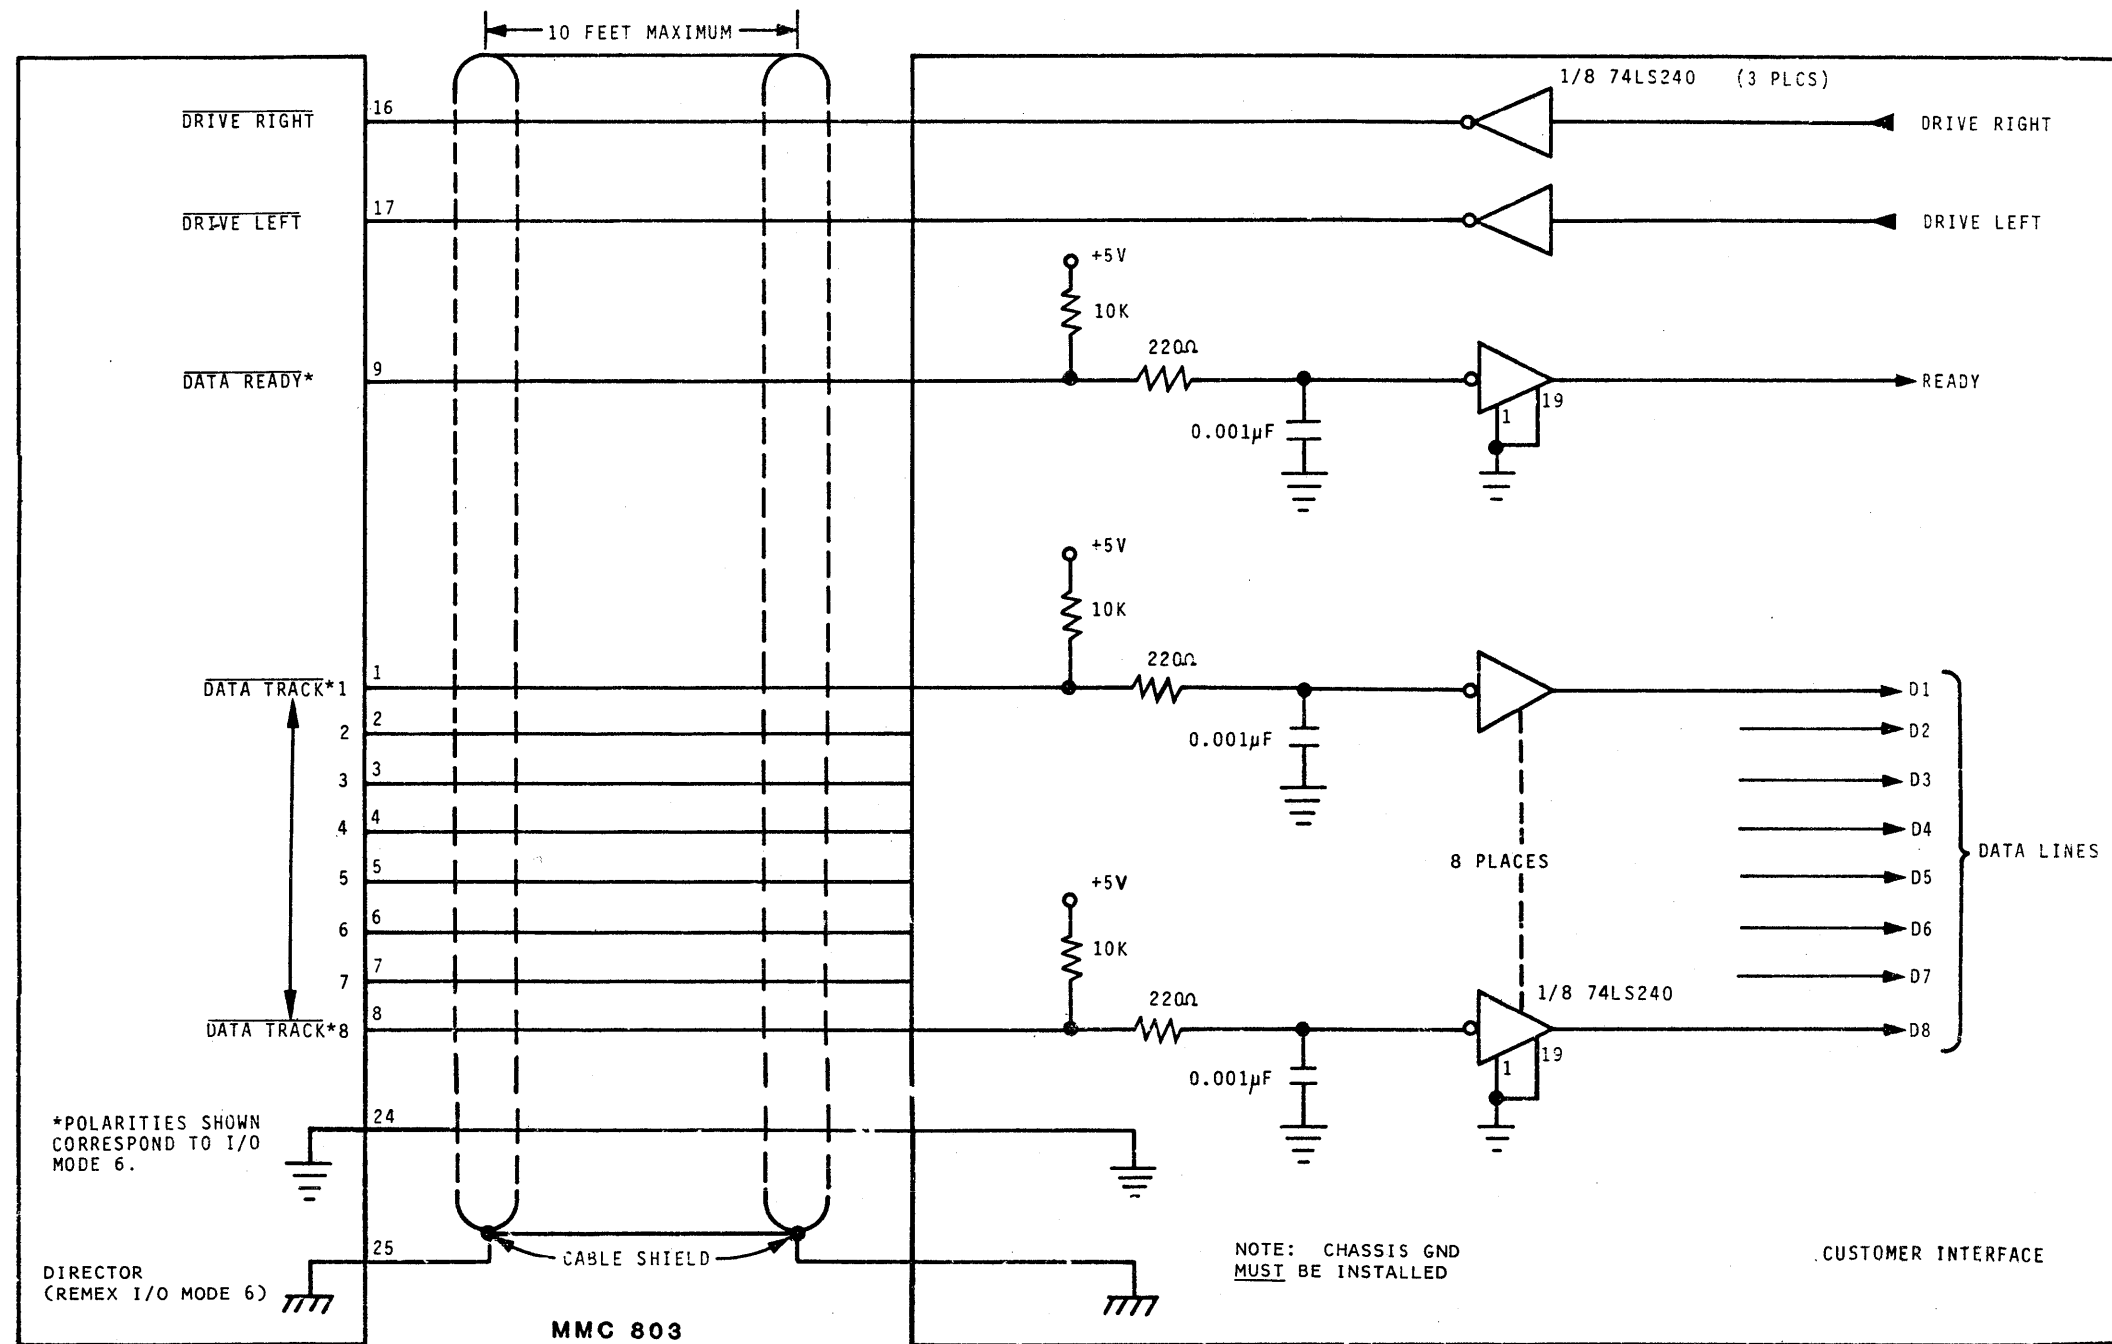 10 FEET MAXIMUM
1/8 74LS240 (3 PLCS)
DRIVE RIGHT
16
DRIVE RIGHT
DRIVE LEFT
17
DRIVE LEFT
+5V
10K
220Ω
DATA READY*
9
READY
19
1
0.001µF
+5V
10K
220Ω
DATA TRACK*1
1
D1
2
2
D2
0.001µF
3
3
D3
4
4
D4
8 PLACES
DATA LINES
5
5
D5
+5V
6
6
D6
10K
7
7
D7
220Ω
1/8 74LS240
DATA TRACK*8
8
D8
19
1
0.001µF
*POLARITIES SHOWN
CORRESPOND TO I/O
MODE 6.
24
25
CABLE SHIELD
NOTE: CHASSIS GND
MUST BE INSTALLED
CUSTOMER INTERFACE
DIRECTOR
(REMEX I/O MODE 6)
MMC 803